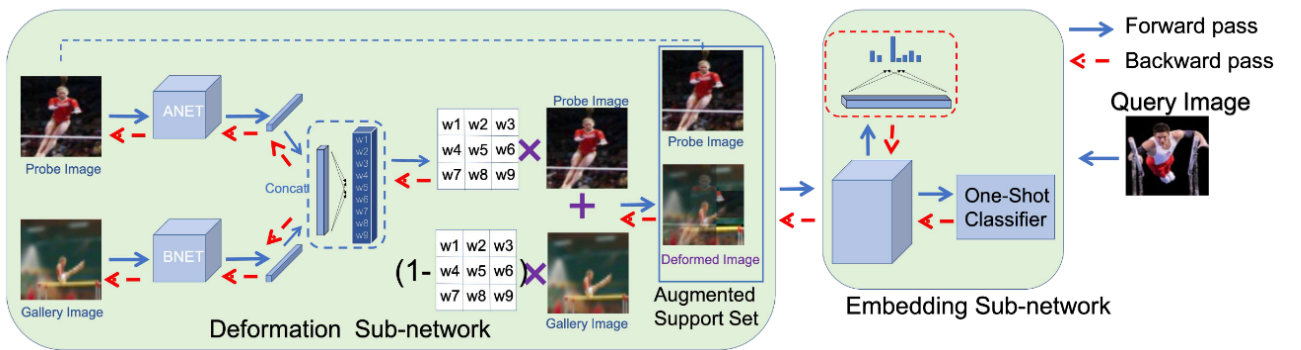 Forward pass
Backward pass
Query Image
ANET
Probe Image
Concat
w1
w2
w3
w4
w5
w6
w7
w8
w9
w1 w2 w3
w4 w5 w6
w7 w8 w9
×
Probe Image
+
BNET
Gallery Image
(1-
w1 w2 w3
w4 w5 w6
w7 w8 w9
)
×
Gallery Image
Probe Image
Deformed Image
Augmented
Support Set
Deformation Sub-network
One-Shot
Classifier
Embedding Sub-network